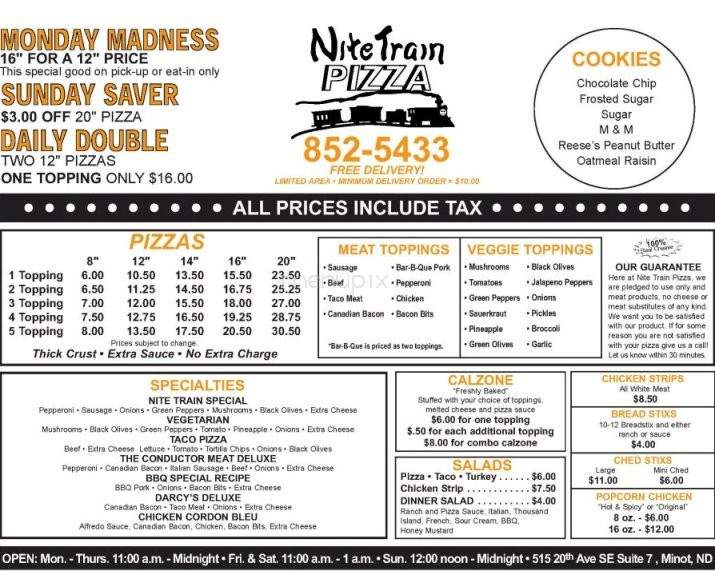 MONDAY MADNESS
16" FOR A 12" PRICE
This special good on pick-up or eat-in only
SUNDAY SAVER
$3.00 OFF 20" PIZZA
DAILY DOUBLE
TWO 12" PIZZAS
ONE TOPPING ONLY $16.00
Nite Train
PIZZA
852-5433
FREE DELIVERY!
LIMITED AREA • MINIMUM DELIVERY ORDER = $10.00
COOKIES
Chocolate Chip
Frosted Sugar
Sugar
M & M
Reese's Peanut Butter
Oatmeal Raisin
ALL PRICES INCLUDE TAX
PIZZAS
8" 12" 14" 16" 20"
1 Topping 6.00 10.50 13.50 15.50 23.50
2 Topping 6.50 11.25 14.50 16.75 25.25
3 Topping 7.00 12.00 15.50 18.00 27.00
4 Topping 7.50 12.75 16.50 19.25 28.75
5 Topping 8.00 13.50 17.50 20.50 30.50
Prices subject to change.
Thick Crust • Extra Sauce • No Extra Charge
MEAT TOPPINGS
• Sausage • Bar-B-Que Pork
• Beef • Pepperoni
• Taco Meat • Chicken
• Canadian Bacon • Bacon Bits
*Bar-B-Que is priced as two toppings.
VEGGIE TOPPINGS
• Mushrooms • Black Olives
• Tomatoes • Jalapeno Peppers
• Green Peppers • Onions
• Sauerkraut • Pickles
• Pineapple • Broccoli
• Green Olives • Garlic
100%
Real Cheese
OUR GUARANTEE
Here at Nite Train Pizza, we
are pledged to use only and
meat products, no cheese or
meat substitutes of any kind.
We want you to be satisfied
with our product. If for some
reason you are not satisfied
with your pizza give us a call!
Let us know within 30 minutes.
SPECIALTIES
NITE TRAIN SPECIAL
Pepperoni • Sausage • Onions • Green Peppers • Mushrooms • Black Olives • Extra Cheese
VEGETARIAN
Mushrooms • Black Olives • Green Peppers • Tomato • Pineapple • Onions • Extra Cheese
TACO PIZZA
Beef • Extra Cheese Lettuce • Tomato • Tortilla Chips • Onions • Black Olives
THE CONDUCTOR MEAT DELUXE
Pepperoni • Canadian Bacon • Italian Sausage • Beef • Onions • Extra Cheese
BBQ SPECIAL RECIPE
BBQ Pork • Onions • Bacon Bits • Extra Cheese
DARCY'S DELUXE
Canadian Bacon • Taco Meat • Onions • Extra Cheese
CHICKEN CORDON BLEU
Alfredo Sauce, Canadian Bacon, Chicken, Bacon Bits, Extra Cheese
CALZONE
"Freshly Baked"
Stuffed with your choice of toppings,
melted cheese and pizza sauce
$6.00 for one topping
$.50 for each additional topping
$8.00 for combo calzone
SALADS
Pizza • Taco • Turkey . . . . . . $6.00
Chicken Strip . . . . . . . . . . . $7.50
DINNER SALAD . . . . . . . . . . $4.00
Ranch and Pizza Sauce, Italian, Thousand
Island, French, Sour Cream, BBQ,
Honey Mustard
CHICKEN STRIPS
All White Meat
$8.50
BREAD STIXS
10-12 Breadstix and either
ranch or sauce
$4.00
CHED STIXS
Large Mini Ched
$11.00 $6.00
POPCORN CHICKEN
"Hot & Spicy" or "Original"
8 oz. - $6.00
16 oz. - $12.00
OPEN: Mon. - Thurs. 11:00 a.m. - Midnight • Fri. & Sat. 11:00 a.m. - 1 a.m. • Sun. 12:00 noon - Midnight • 515 20th Ave SE Suite 7 , Minot, ND